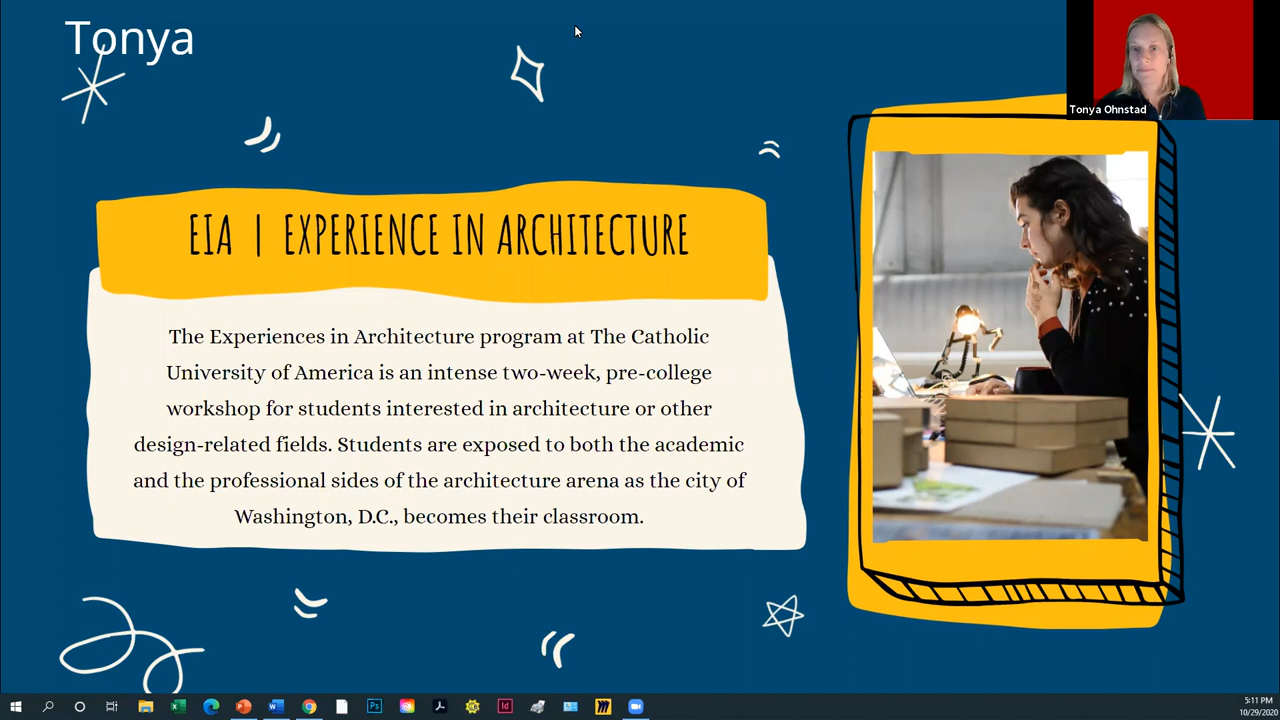 Tonya
Tonya Ohnstad
EIA | EXPERIENCE IN ARCHITECTURE
The Experiences in Architecture program at The Catholic
University of America is an intense two-week, pre-college
workshop for students interested in architecture or other
design-related fields. Students are exposed to both the academic
and the professional sides of the architecture arena as the city of
Washington, D.C., becomes their classroom.
5:11 PM
10/29/2020